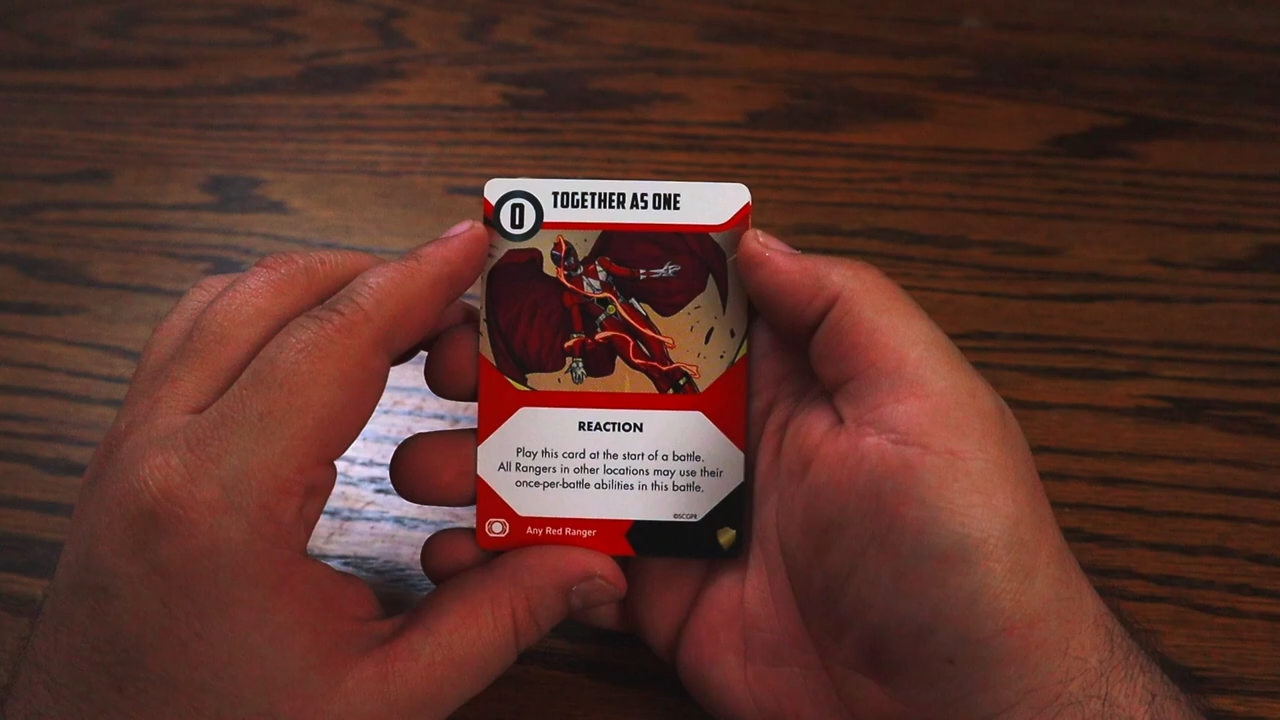 0
TOGETHER AS ONE
REACTION
Play this card at the start of a battle.
All Rangers in other locations may use their
once-per-battle abilities in this battle.
©SCGPR
Any Red Ranger